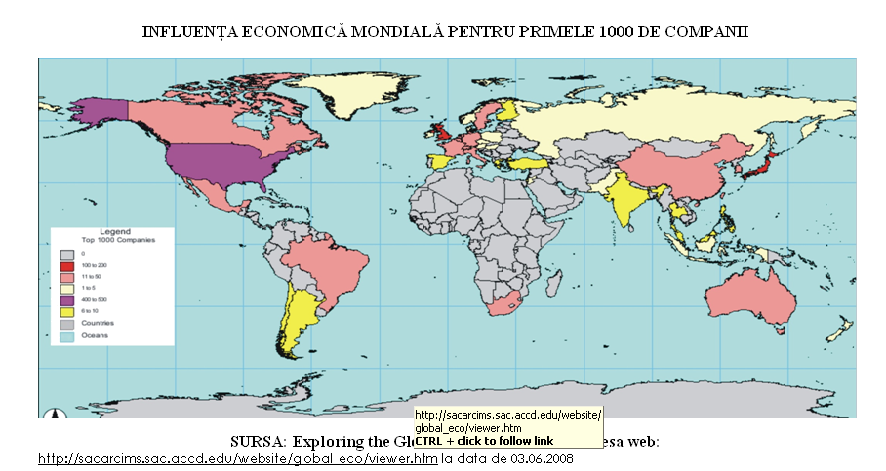 INFLUENȚA ECONOMICĂ MONDIALĂ PENTRU PRIMELE 1000 DE COMPANII
Legend
Top 1000 Companies
0
100 to 200
11 to 50
1 to 5
400 to 500
6 to 10
Countries
Oceans
http://sacarcims.sac.accd.edu/website/
global_eco/viewer.htm
CTRL + click to follow link
SURSA: Exploring the Gl esa web:
http://sacarcims.sac.accd.edu/website/gobal_eco/viewer.htm la data de 03.06.2008